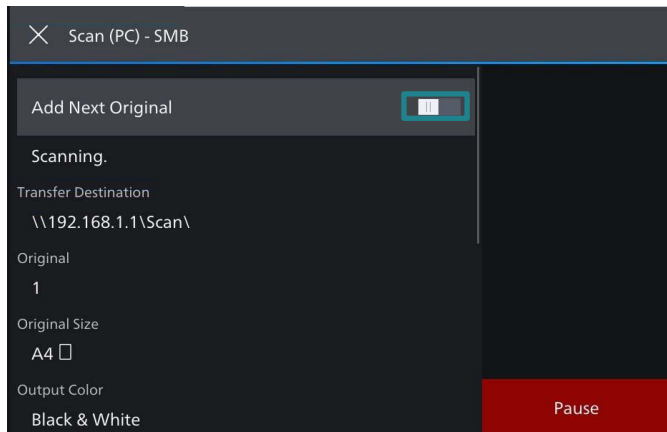 Scan (PC) - SMB
Add Next Original
Scanning.
Transfer Destination
\\192.168.1.1\Scan\
Original
1
Original Size
A4
Output Color
Black & White
Pause